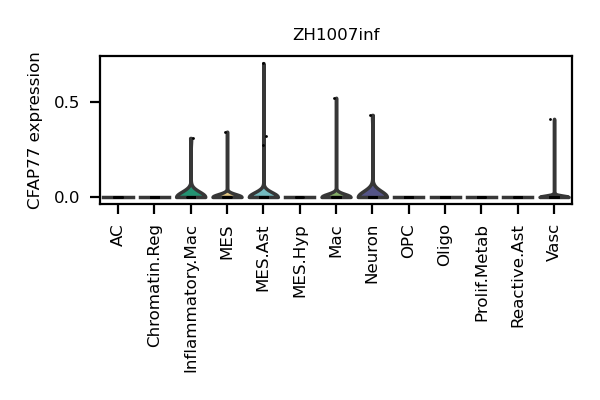 ZH1007inf
CFAP77 expression
0.5
0.0
AC
Chromatin.Reg
Inflammatory.Mac
MES
MES.Ast
MES.Hyp
Mac
Neuron
OPC
Oligo
Prolif.Metab
Reactive.Ast
Vasc